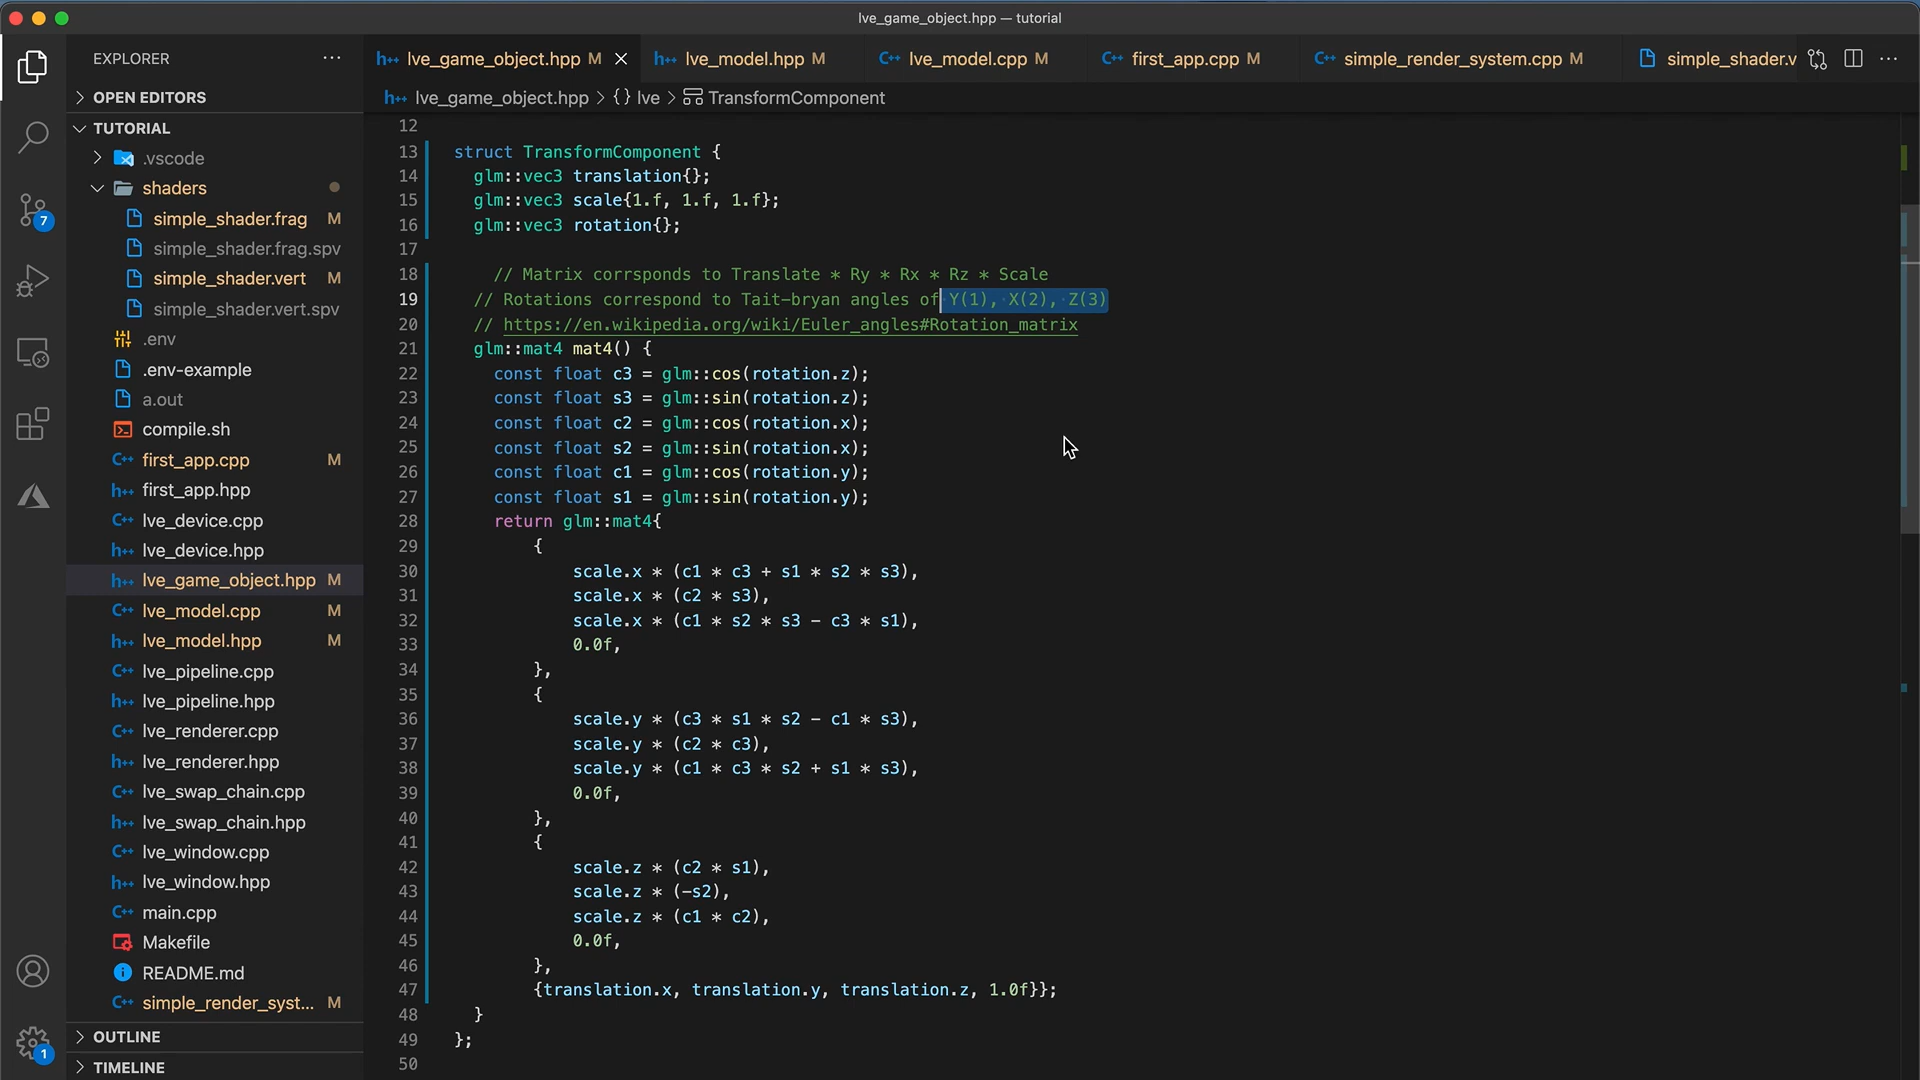 lve_game_object.hpp — tutorial
EXPLORER
OPEN EDITORS
TUTORIAL
.vscode
shaders
simple_shader.frag M
simple_shader.frag.spv
simple_shader.vert M
simple_shader.vert.spv
.env
.env-example
a.out
compile.sh
C++ first_app.cpp M
h++ first_app.hpp
C++ lve_device.cpp
h++ lve_device.hpp
h++ lve_game_object.hpp M
C++ lve_model.cpp M
h++ lve_model.hpp M
C++ lve_pipeline.cpp
h++ lve_pipeline.hpp
C++ lve_renderer.cpp
h++ lve_renderer.hpp
C++ lve_swap_chain.cpp
h++ lve_swap_chain.hpp
C++ lve_window.cpp
h++ lve_window.hpp
C++ main.cpp
Makefile
README.md
C++ simple_render_syst... M
OUTLINE
TIMELINE
7
1
h++ lve_game_object.hpp M
h++ lve_model.hpp M
C++ lve_model.cpp M
C++ first_app.cpp M
C++ simple_render_system.cpp M
simple_shader.v
h++ lve_game_object.hpp > {} lve > TransformComponent
12
13 struct TransformComponent {
14 glm::vec3 translation{};
15 glm::vec3 scale{1.f, 1.f, 1.f};
16 glm::vec3 rotation{};
17
18 // Matrix corrsponds to Translate * Ry * Rx * Rz * Scale
19 // Rotations correspond to Tait-bryan angles of Y(1), X(2), Z(3)
20 // https://en.wikipedia.org/wiki/Euler_angles#Rotation_matrix
21 glm::mat4 mat4() {
22 const float c3 = glm::cos(rotation.z);
23 const float s3 = glm::sin(rotation.z);
24 const float c2 = glm::cos(rotation.x);
25 const float s2 = glm::sin(rotation.x);
26 const float c1 = glm::cos(rotation.y);
27 const float s1 = glm::sin(rotation.y);
28 return glm::mat4{
29 {
30 scale.x * (c1 * c3 + s1 * s2 * s3),
31 scale.x * (c2 * s3),
32 scale.x * (c1 * s2 * s3 - c3 * s1),
33 0.0f,
34 },
35 {
36 scale.y * (c3 * s1 * s2 - c1 * s3),
37 scale.y * (c2 * c3),
38 scale.y * (c1 * c3 * s2 + s1 * s3),
39 0.0f,
40 },
41 {
42 scale.z * (c2 * s1),
43 scale.z * (-s2),
44 scale.z * (c1 * c2),
45 0.0f,
46 },
47 {translation.x, translation.y, translation.z, 1.0f}};
48 }
49 };
50